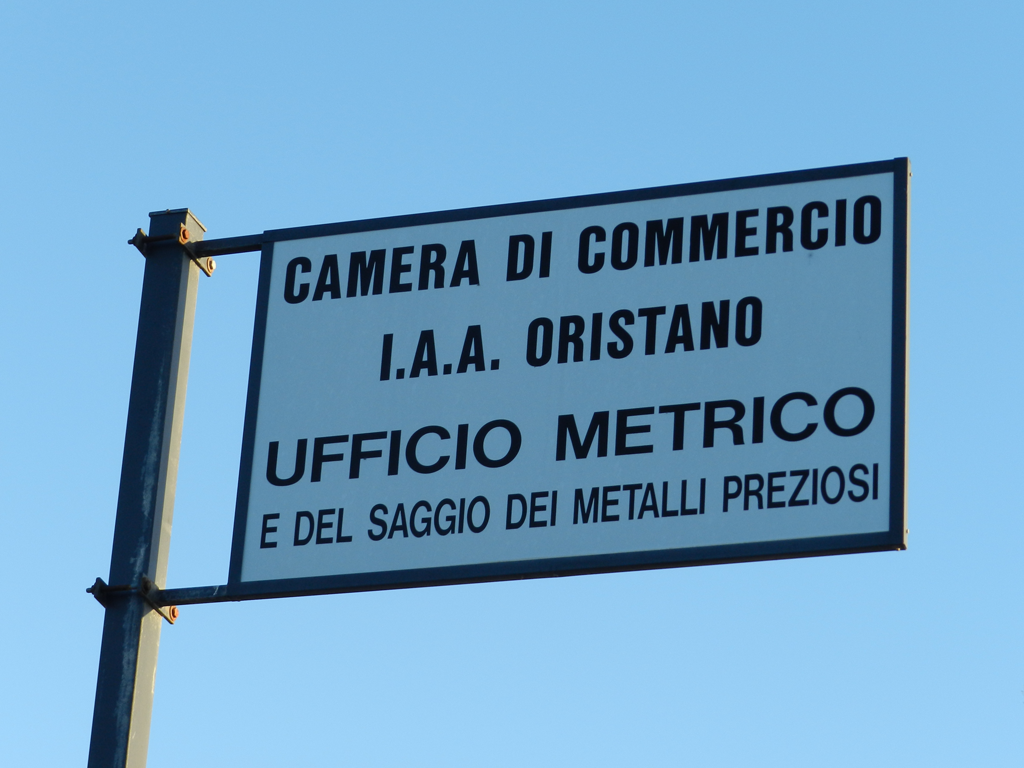 CAMERA DI COMMERCIO
I.A.A. ORISTANO
UFFICIO METRICO
E DEL SAGGIO DEI METALLI PREZIOSI